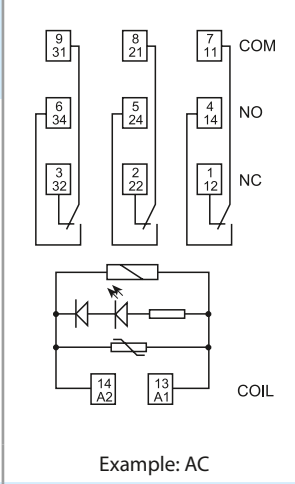 9 8 7 COM
31 21 11
6 5 4 NO
34 24 14
3 2 1 NC
32 22 12
14 13
A2 A1 COIL
Example: AC